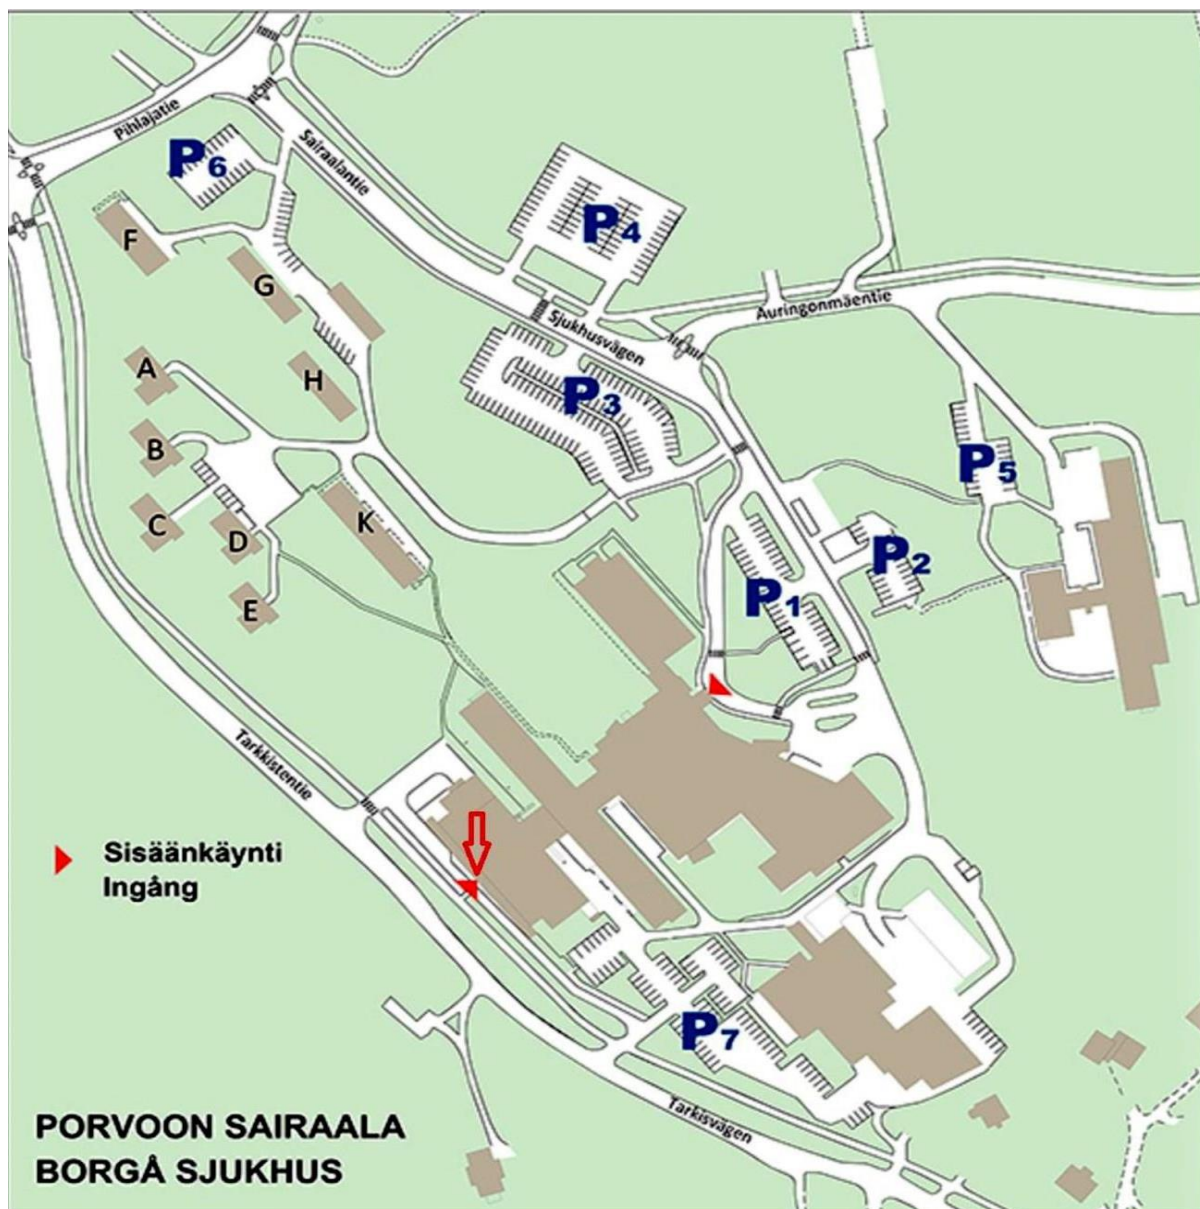 Pihlajatie
P6
Sairaalantie
P4
F
G
Auringonmäentie
Sjukhusvägen
A
H
P3
B
P5
C
K
D
P2
E
P1
Tarkkistentie
Sisäänkäynti
Ingång
P7
Tarkisvägen
PORVOON SAIRAALA
BORGÅ SJUKHUS